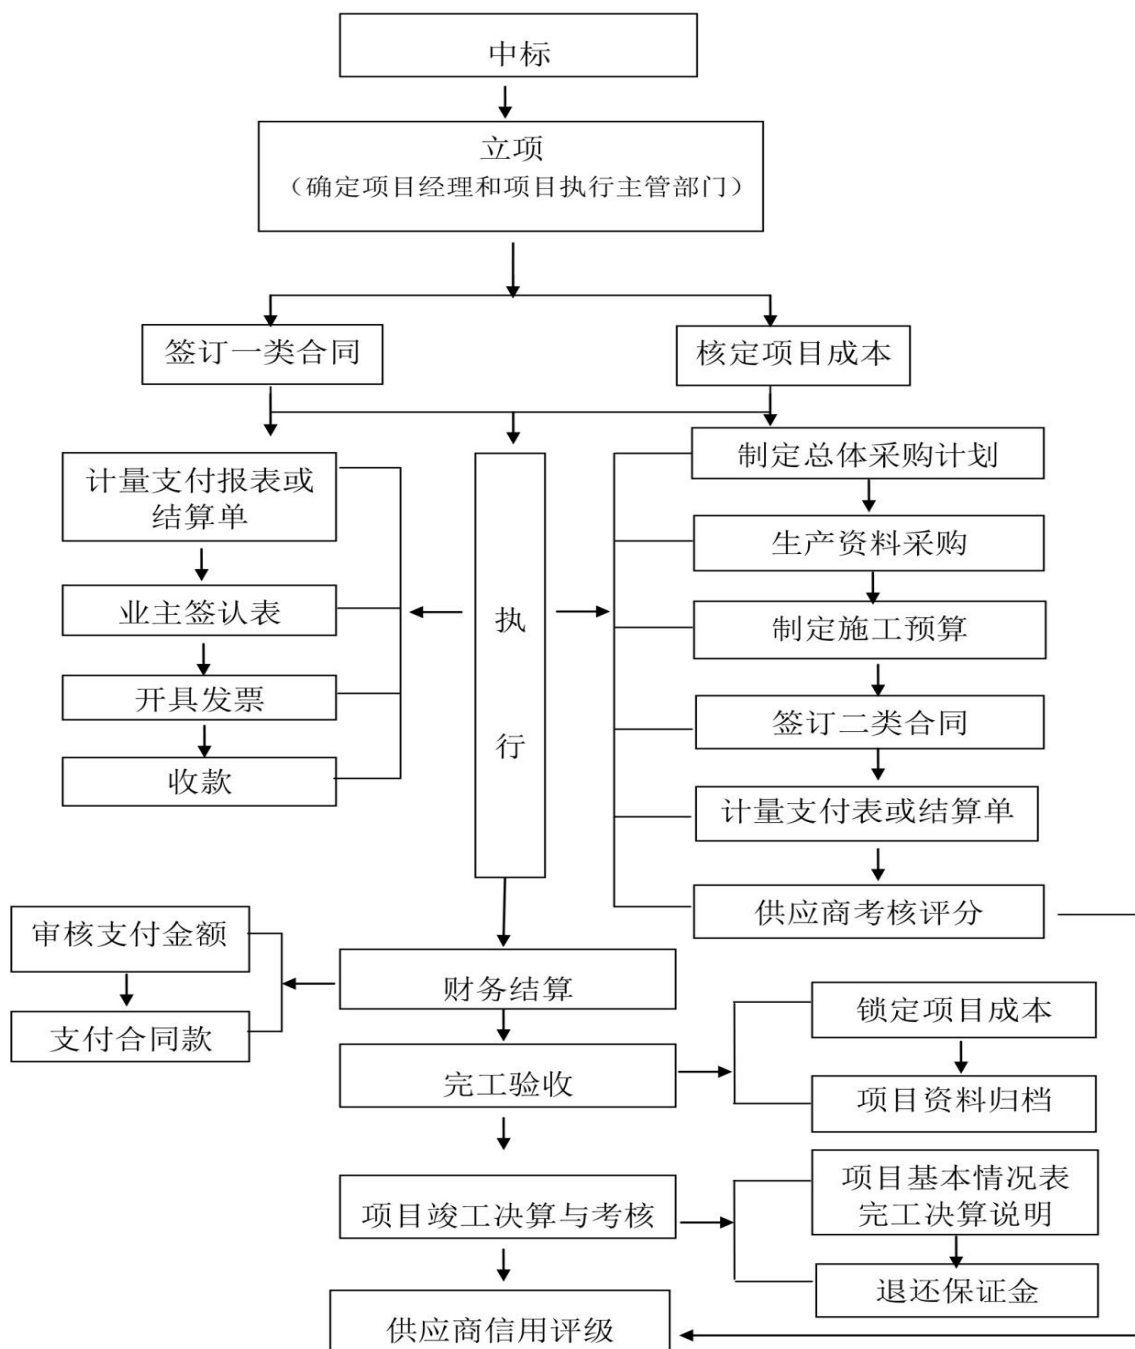 中标
立项
（确定项目经理和项目执行主管部门）
签订一类合同
核定项目成本
计量支付报表或
结算单
业主签认表
开具发票
收款
执
行
制定总体采购计划
生产资料采购
制定施工预算
签订二类合同
计量支付表或结算单
供应商考核评分
审核支付金额
支付合同款
财务结算
完工验收
锁定项目成本
项目资料归档
项目竣工决算与考核
项目基本情况表
完工决算说明
退还保证金
供应商信用评级